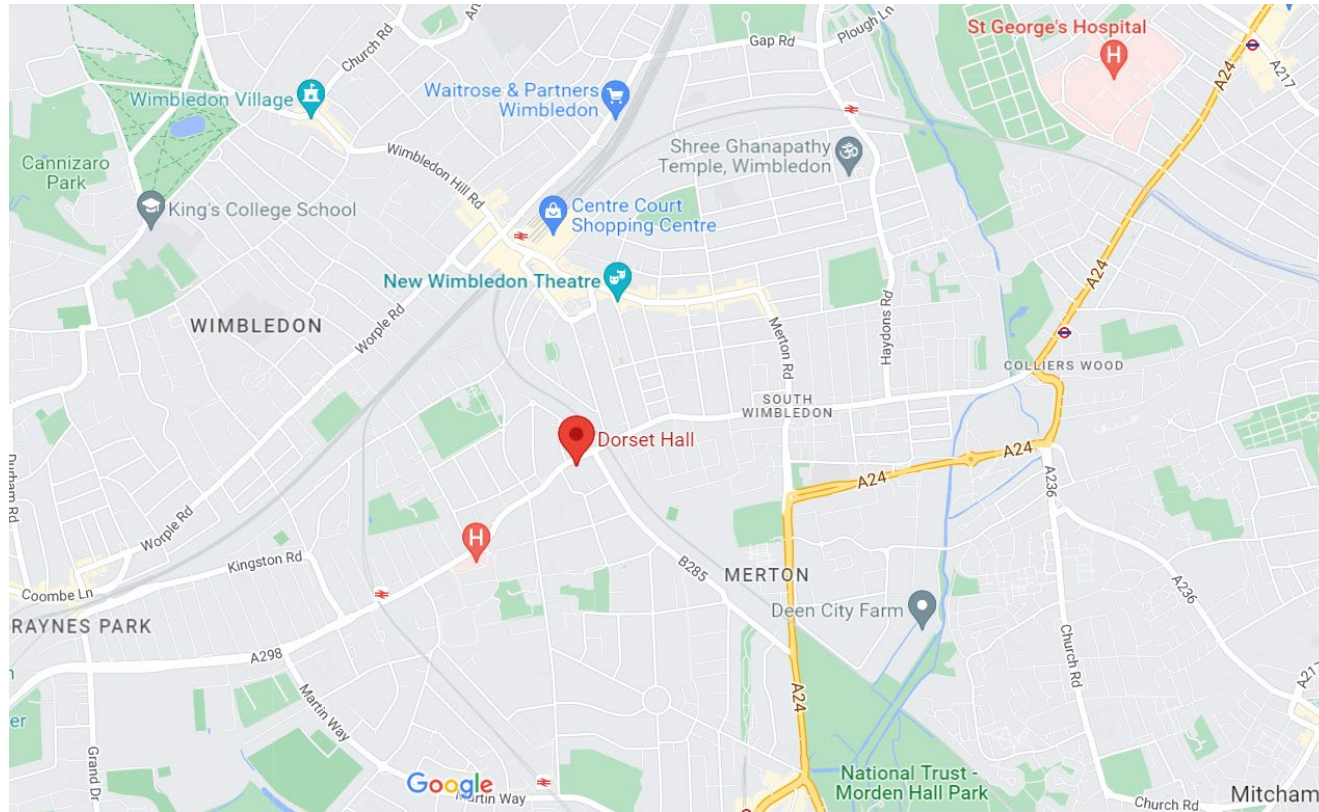 Church Rd
An
Gap Rd
Plough Ln
St George's Hospital
H
A24
A217
Wimbledon Village
Waitrose & Partners
Wimbledon
Shree Ghanapathy
Temple, Wimbledon
Cannizaro
Park
Wimbledon Hill Rd
King's College School
Centre Court
Shopping Centre
A24
New Wimbledon Theatre
WIMBLEDON
Worple Rd
Merton Rd
Haydons Rd
COLLIERS WOOD
SOUTH
WIMBLEDON
Dorset Hall
Durham Rd
A24
A24
A236
Worple Rd
Kingston Rd
H
Coombe Ln
B285
MERTON
A236
Deen City Farm
RAYNES PARK
A298
Church Rd
A217
Martin Way
A24
n
er
Grand Dr
Google
Martin Way
National Trust -
Morden Hall Park
Church Rd
Mitcham